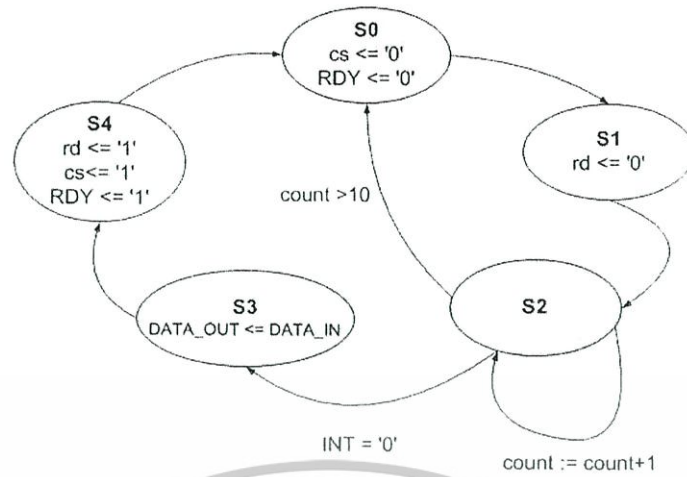 S0
cs <= '0'
RDY <= '0'
S4
rd <= '1'
cs<= '1'
RDY <= '1'
S1
rd <= '0'
count >10
S3
DATA_OUT <= DATA_IN
S2
INT = '0'
count := count+1